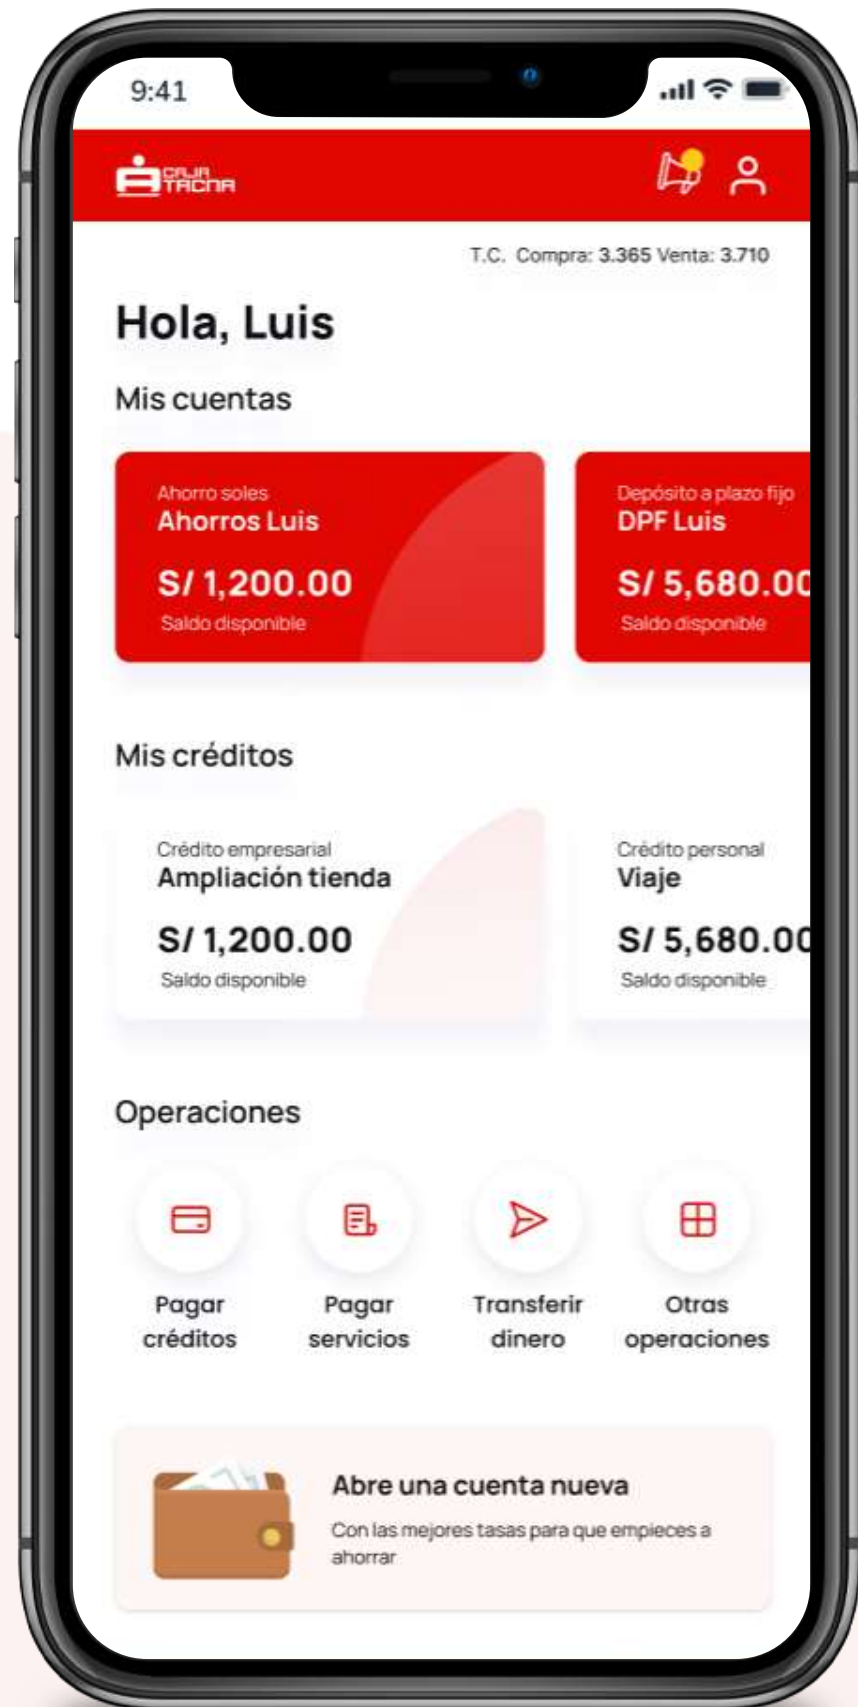 9:41
CAJA
TACNA
T.C. Compra: 3.365 Venta: 3.710
Hola, Luis
Mis cuentas
Ahorro soles
Ahorros Luis
S/ 1,200.00
Saldo disponible
Depósito a plazo fijo
DPF Luis
S/ 5,680.00
Saldo disponible
Mis créditos
Crédito empresarial
Ampliación tienda
S/ 1,200.00
Saldo disponible
Crédito personal
Viaje
S/ 5,680.00
Saldo disponible
Operaciones
Pagar
créditos
Pagar
servicios
Transferir
dinero
Otras
operaciones
Abre una cuenta nueva
Con las mejores tasas para que empieces a
ahorrar